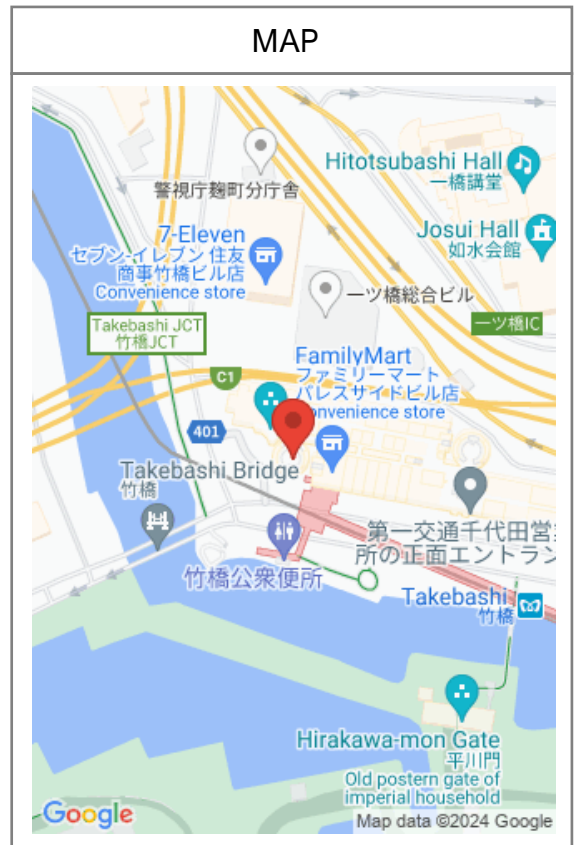 MAP
Hitotsubashi Hall
一橋講堂
警視庁麹町分庁舎
Josui Hall
如水会館
7-Eleven
セブン-イレブン 住友
商事竹橋ビル店
Convenience store
一ツ橋総合ビル
Takebashi JCT
竹橋JCT
一ツ橋IC
FamilyMart
ファミリーマート
パレスサイドビル店
onvenience store
C1
401
Takebashi Bridge
竹橋
第一交通千代田営業
所の正面エントラン
竹橋公衆便所
Takebashi
竹橋
Hirakawa-mon Gate
平川門
Old postern gate of
imperial household
Google
Map data ©2024 Google